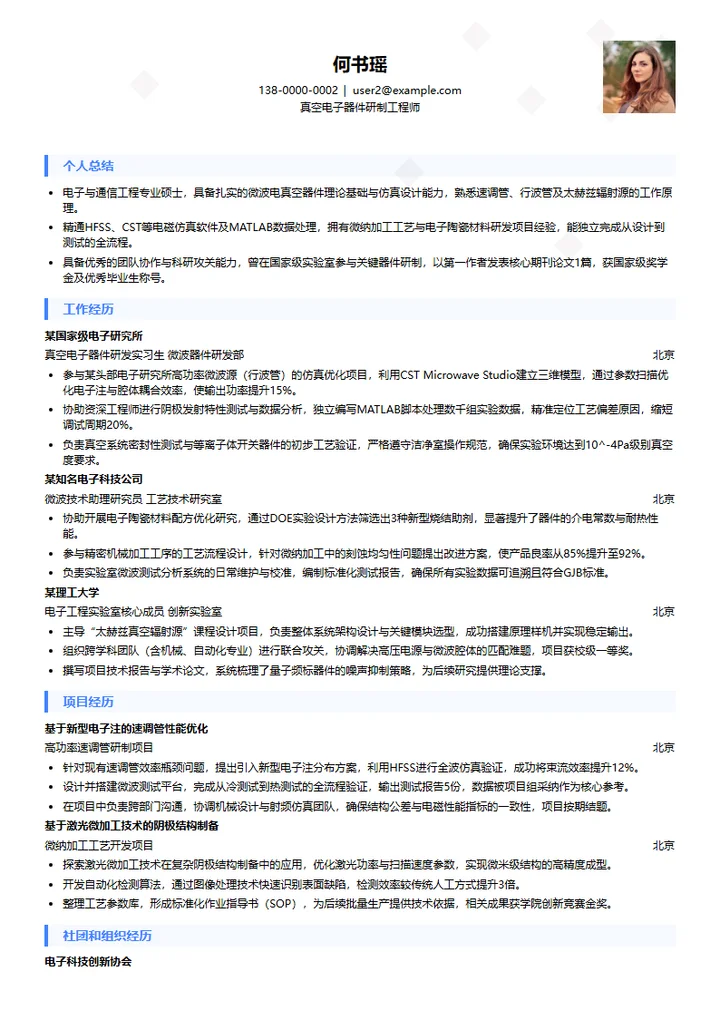 何书瑶
138-0000-0002 | user2@example.com
真空电子器件研制工程师
个人总结
• 电子与通信工程专业硕士，具备扎实的微波电真空器件理论基础与仿真设计能力，熟悉速调管、行波管及太赫兹辐射源的工作原
理。
• 精通HFSS、CST等电磁仿真软件及MATLAB数据处理，拥有微纳加工工艺与电子陶瓷材料研发项目经验，能独立完成从设计到
测试的全流程。
• 具备优秀的团队协作与科研攻关能力，曾在国家级实验室参与关键器件研制，以第一作者发表核心期刊论文1篇，获国家级奖学
金及优秀毕业生称号。
工作经历
某国家级电子研究所
真空电子器件研发实习生 微波器件研发部 北京
• 参与某头部电子研究所高功率微波源（行波管）的仿真优化项目，利用CST Microwave Studio建立三维模型，通过参数扫描优
化电子注与腔体耦合效率，使输出功率提升15%。
• 协助资深工程师进行阴极发射特性测试与数据分析，独立编写MATLAB脚本处理数千组实验数据，精准定位工艺偏差原因，缩短
调试周期20%。
• 负责真空系统密封性测试与等离子体开关器件的初步工艺验证，严格遵守洁净室操作规范，确保实验环境达到10^-4Pa级别真空
度要求。
某知名电子科技公司
微波技术助理研究员 工艺技术研究室 北京
• 协助开展电子陶瓷材料配方优化研究，通过DOE实验设计方法筛选出3种新型烧结助剂，显著提升了器件的介电常数与耐热性
能。
• 参与精密机械加工工序的工艺流程设计，针对微纳加工中的刻蚀均匀性问题提出改进方案，使产品良率从85%提升至92%。
• 负责实验室微波测试分析系统的日常维护与校准，编制标准化测试报告，确保所有实验数据可追溯且符合GJB标准。
某理工大学
电子工程实验室核心成员 创新实验室 北京
• 主导“太赫兹真空辐射源”课程设计项目，负责整体系统架构设计与关键模块选型，成功搭建原理样机并实现稳定输出。
• 组织跨学科团队（含机械、自动化专业）进行联合攻关，协调解决高压电源与微波腔体的匹配难题，项目获校级一等奖。
• 撰写项目技术报告与学术论文，系统梳理了量子频标器件的噪声抑制策略，为后续研究提供理论支撑。
项目经历
基于新型电子注的速调管性能优化
高功率速调管研制项目 北京
• 针对现有速调管效率瓶颈问题，提出引入新型电子注分布方案，利用HFSS进行全波仿真验证，成功将束流效率提升12%。
• 设计并搭建微波测试平台，完成从冷测试到热测试的全流程验证，输出测试报告5份，数据被项目组采纳作为核心参考。
• 在项目中负责跨部门沟通，协调机械设计与射频仿真团队，确保结构公差与电磁性能指标的一致性，项目按期结题。
基于激光微加工技术的阴极结构制备
微纳加工工艺开发项目 北京
• 探索激光微加工技术在复杂阴极结构制备中的应用，优化激光功率与扫描速度参数，实现微米级结构的高精度成型。
• 开发自动化检测算法，通过图像处理技术快速识别表面缺陷，检测效率较传统人工方式提升3倍。
• 整理工艺参数库，形成标准化作业指导书（SOP），为后续批量生产提供技术依据，相关成果获学院创新竞赛金奖。
社团和组织经历
电子科技创新协会